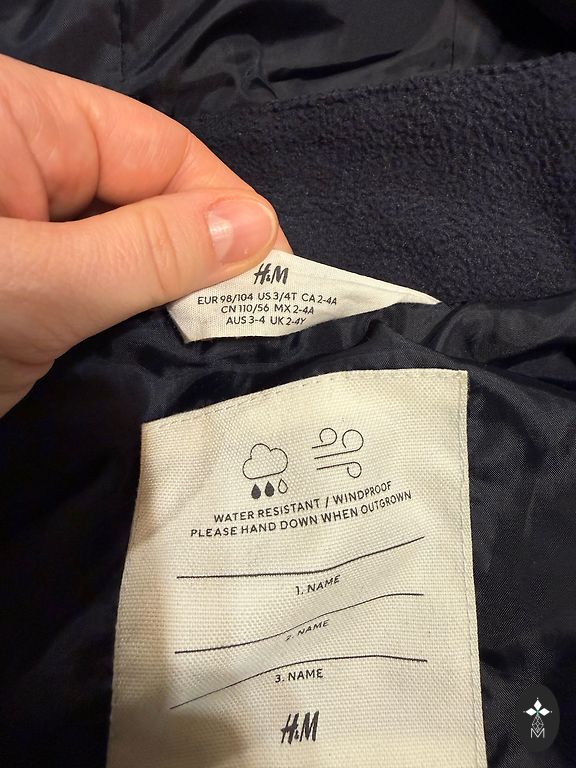 H&M
EUR 98/104 US 3/4T CA 2-4A
CN 110/56 MX 2-4A
AUS 3-4 UK 2-4Y
WATER RESISTANT / WINDPROOF
PLEASE HAND DOWN WHEN OUTGROWN
1. NAME
2. NAME
3. NAME
H&M
M